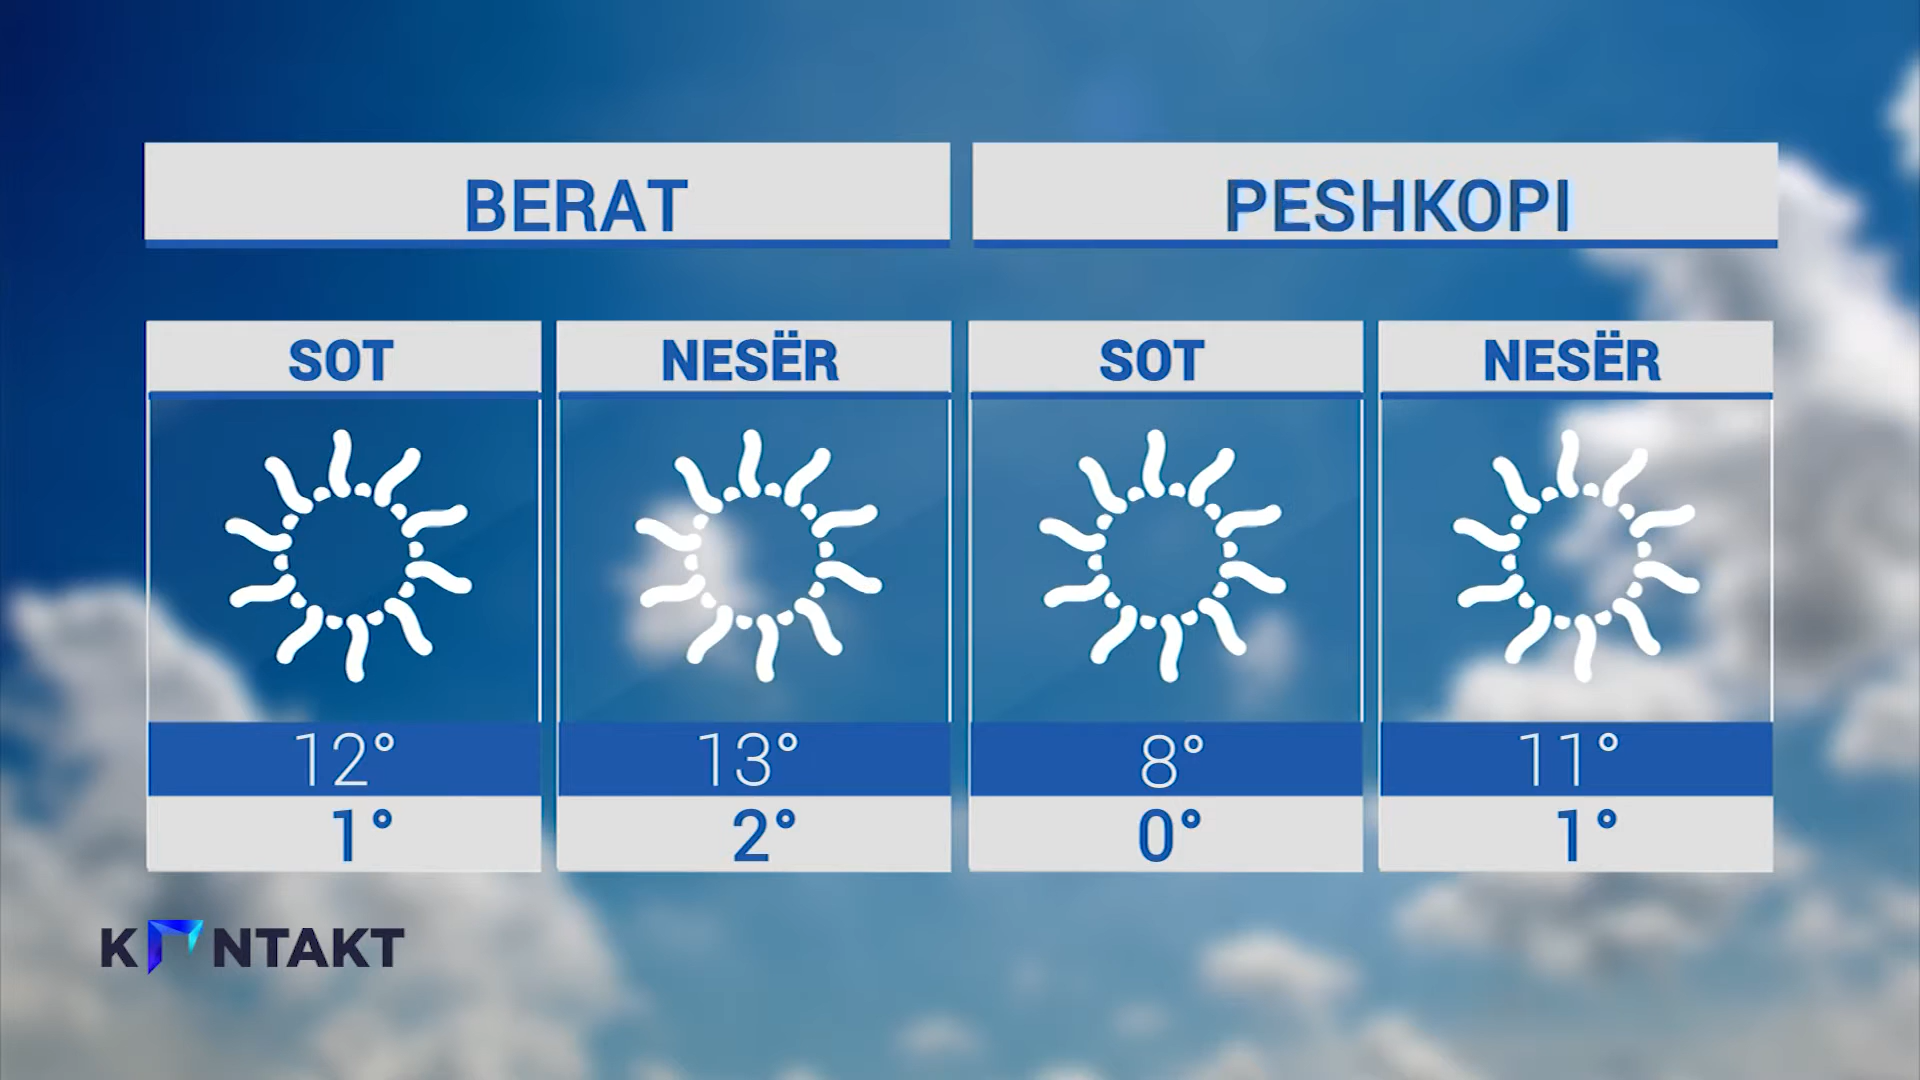 BERAT
PESHKOPI
SOT
NESËR
SOT
NESËR
12°
13°
8°
11°
1°
2°
0°
1°
KONTAKT